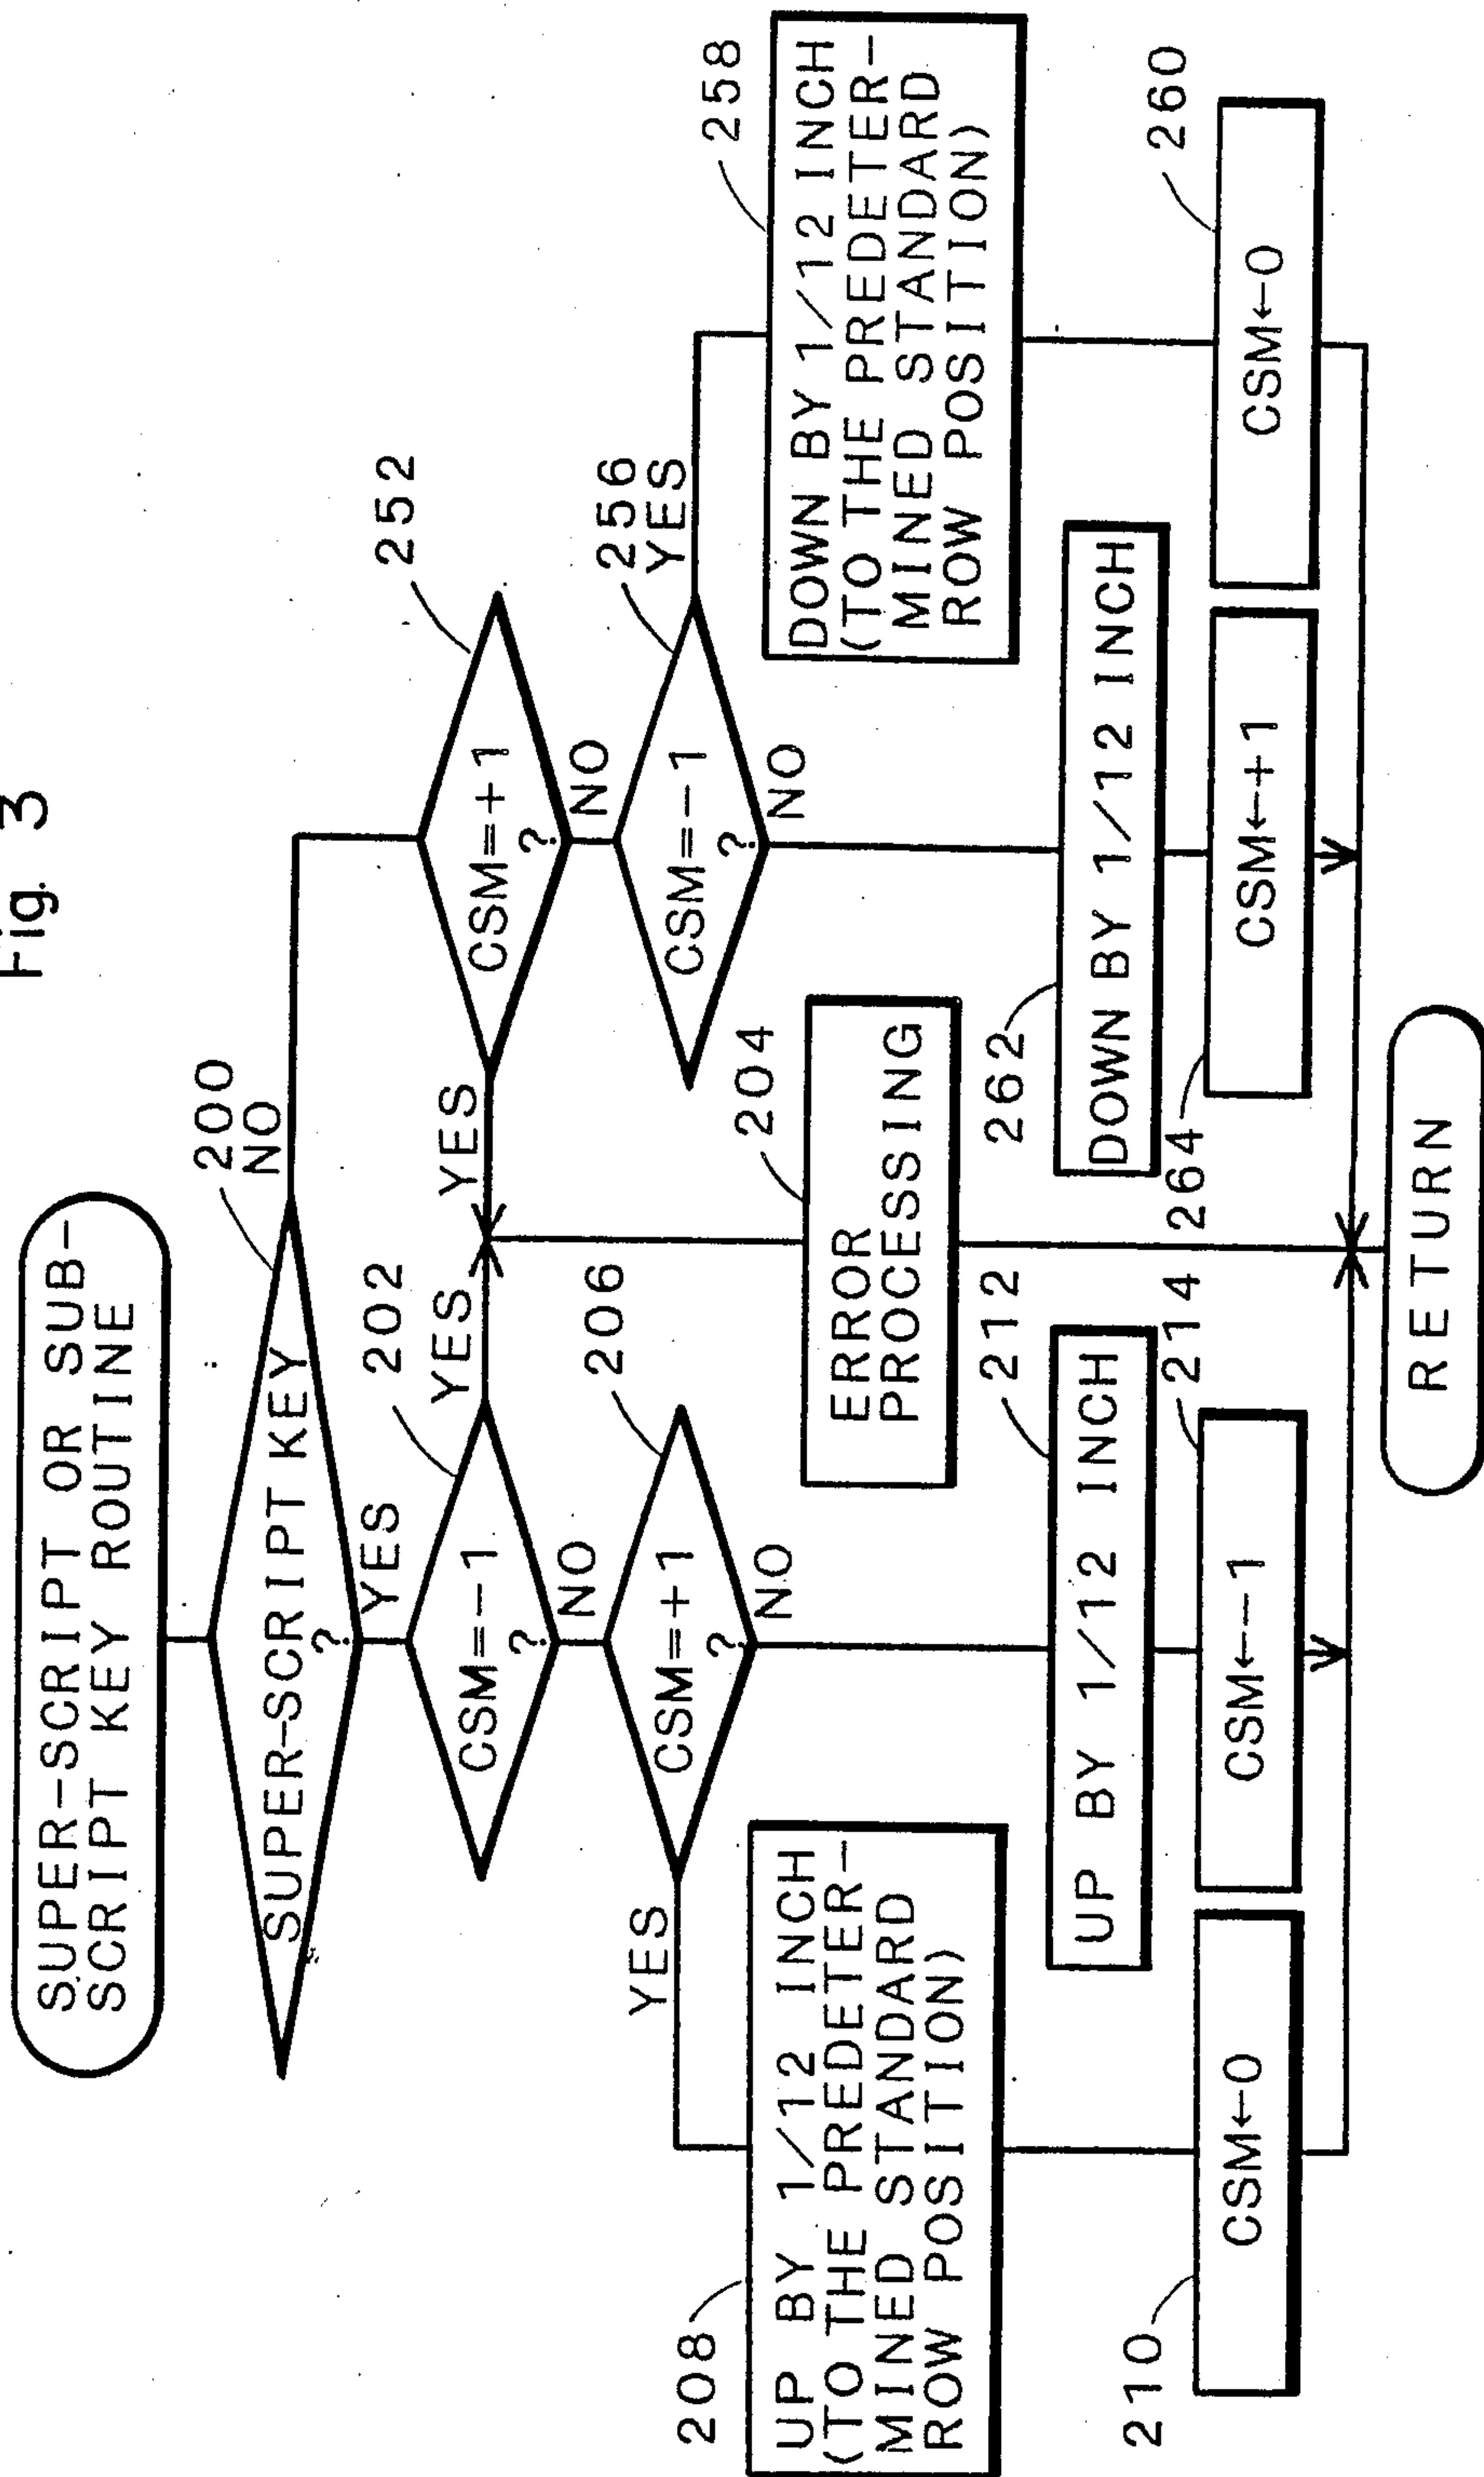 Fig. 3
SUPER-SCRIPT OR SUB-
SCRIPT KEY ROUTINE
200
SUPER-SCRIPT KEY
?
NO
YES
202
CSM=-1
?
YES
NO
252
CSM=+1
?
YES
NO
206
CSM=+1
?
YES
NO
256
CSM=-1
?
YES
NO
208
UP BY 1/12 INCH
(TO THE PREDETER-
MINED STANDARD
ROW POSITION)
204
ERROR
PROCESSING
258
DOWN BY 1/12 INCH
(TO THE PREDETER-
MINED STANDARD
ROW POSITION)
212
UP BY 1/12 INCH
262
DOWN BY 1/12 INCH
210
CSM←0
214
CSM←-1
264
CSM←+1
260
CSM←0
RETURN